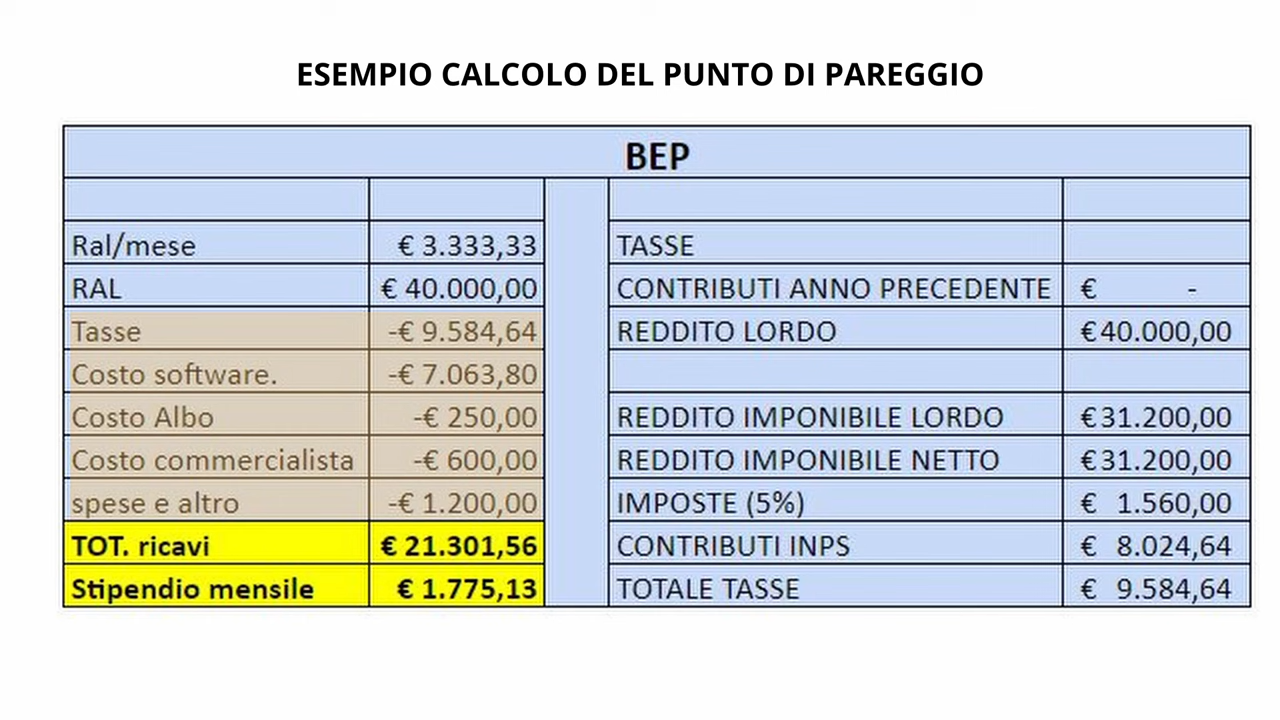 ESEMPIO CALCOLO DEL PUNTO DI PAREGGIO
BEP
Ral/mese € 3.333,33 TASSE
RAL € 40.000,00 CONTRIBUTI ANNO PRECEDENTE € -
Tasse -€ 9.584,64 REDDITO LORDO €40.000,00
Costo software. -€ 7.063,80
Costo Albo -€ 250,00 REDDITO IMPONIBILE LORDO €31.200,00
Costo commercialista -€ 600,00 REDDITO IMPONIBILE NETTO €31.200,00
spese e altro -€ 1.200,00 IMPOSTE (5%) € 1.560,00
TOT. ricavi € 21.301,56 CONTRIBUTI INPS € 8.024,64
Stipendio mensile € 1.775,13 TOTALE TASSE € 9.584,64